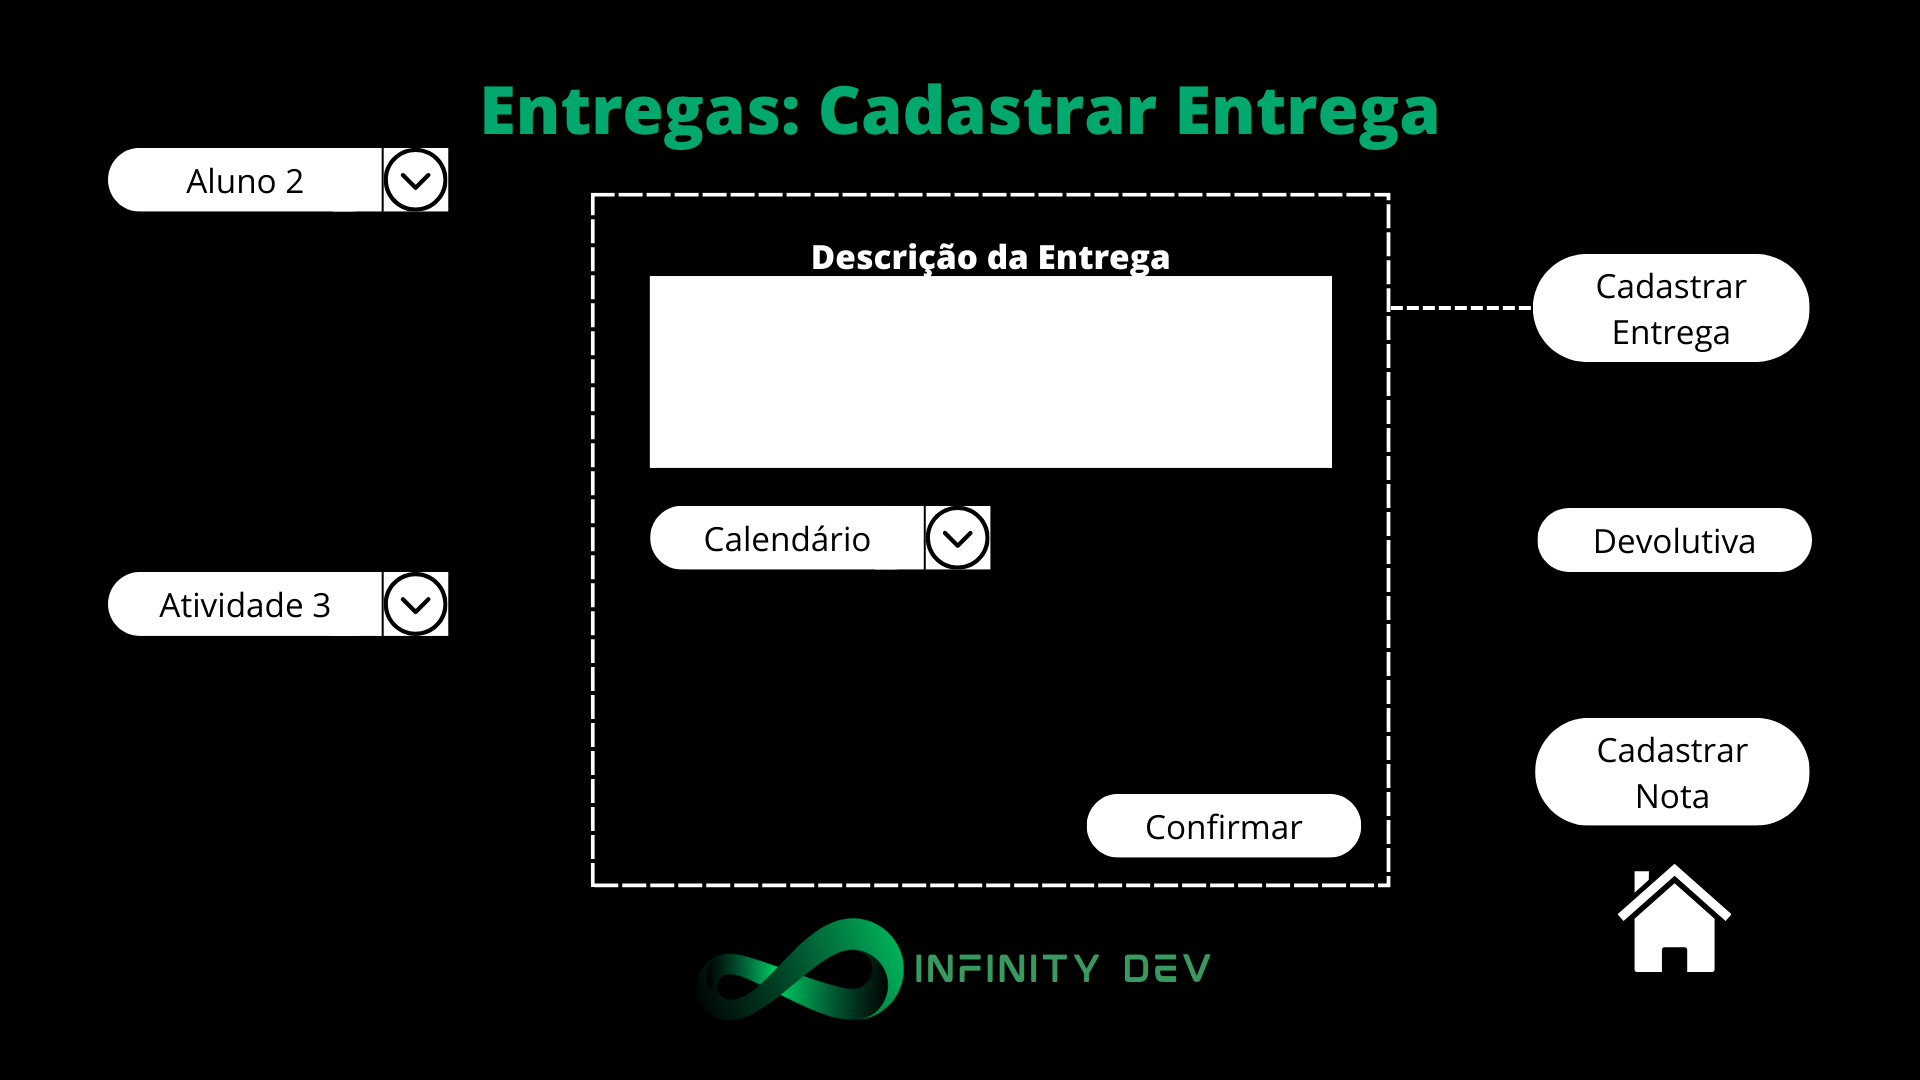 Entregas: Cadastrar Entrega
Aluno 2
Descrição da Entrega
Cadastrar
Entrega
Calendário
Devolutiva
Atividade 3
Cadastrar
Nota
Confirmar
INFINITY DEV